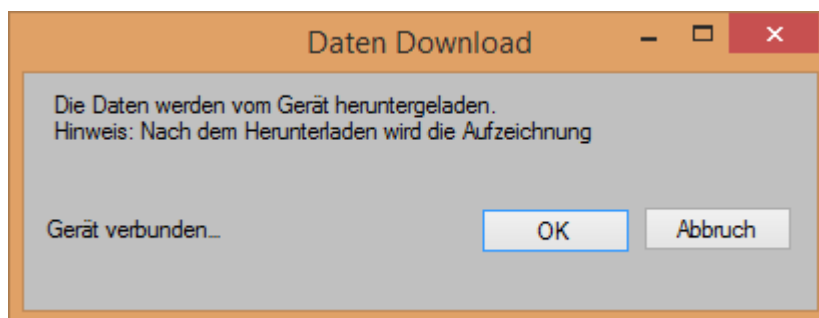 Daten Download
Die Daten werden vom Gerät heruntergeladen.
Hinweis: Nach dem Herunterladen wird die Aufzeichnung
Gerät verbunden...
OK
Abbruch